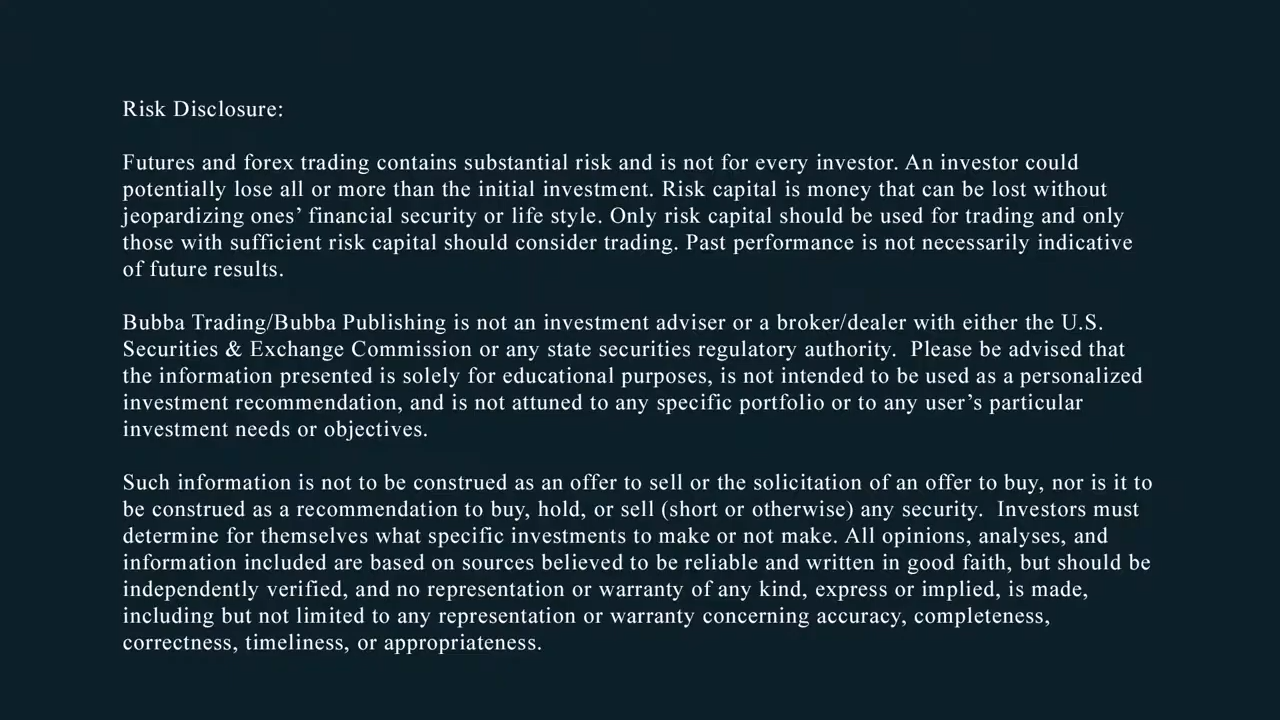 Risk Disclosure:
Futures and forex trading contains substantial risk and is not for every investor. An investor could
potentially lose all or more than the initial investment. Risk capital is money that can be lost without
jeopardizing ones’ financial security or life style. Only risk capital should be used for trading and only
those with sufficient risk capital should consider trading. Past performance is not necessarily indicative
of future results.
Bubba Trading/Bubba Publishing is not an investment adviser or a broker/dealer with either the U.S.
Securities & Exchange Commission or any state securities regulatory authority.  Please be advised that
the information presented is solely for educational purposes, is not intended to be used as a personalized
investment recommendation, and is not attuned to any specific portfolio or to any user’s particular
investment needs or objectives.
Such information is not to be construed as an offer to sell or the solicitation of an offer to buy, nor is it to
be construed as a recommendation to buy, hold, or sell (short or otherwise) any security.  Investors must
determine for themselves what specific investments to make or not make. All opinions, analyses, and
information included are based on sources believed to be reliable and written in good faith, but should be
independently verified, and no representation or warranty of any kind, express or implied, is made,
including but not limited to any representation or warranty concerning accuracy, completeness,
correctness, timeliness, or appropriateness.